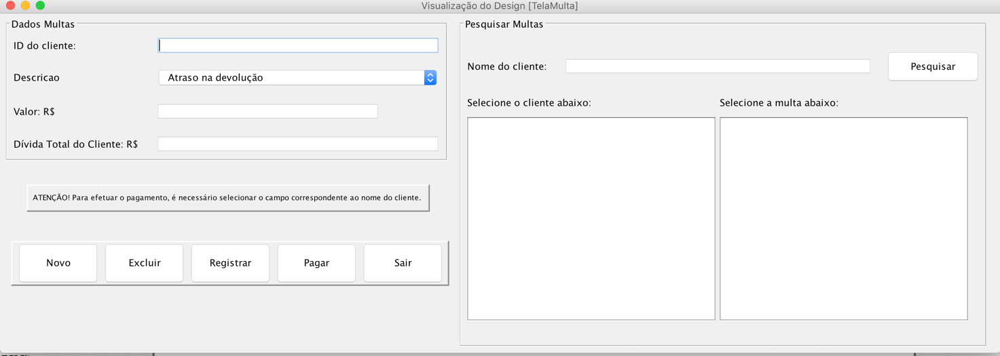 Visualização do Design [TelaMulta]
Dados Multas
ID do cliente:
Descricao
Atraso na devolução
Valor: R$
Dívida Total do Cliente: R$
ATENÇÃO! Para efetuar o pagamento, é necessário selecionar o campo correspondente ao nome do cliente.
Novo
Excluir
Registrar
Pagar
Sair
Pesquisar Multas
Nome do cliente:
Pesquisar
Selecione o cliente abaixo:
Selecione a multa abaixo: